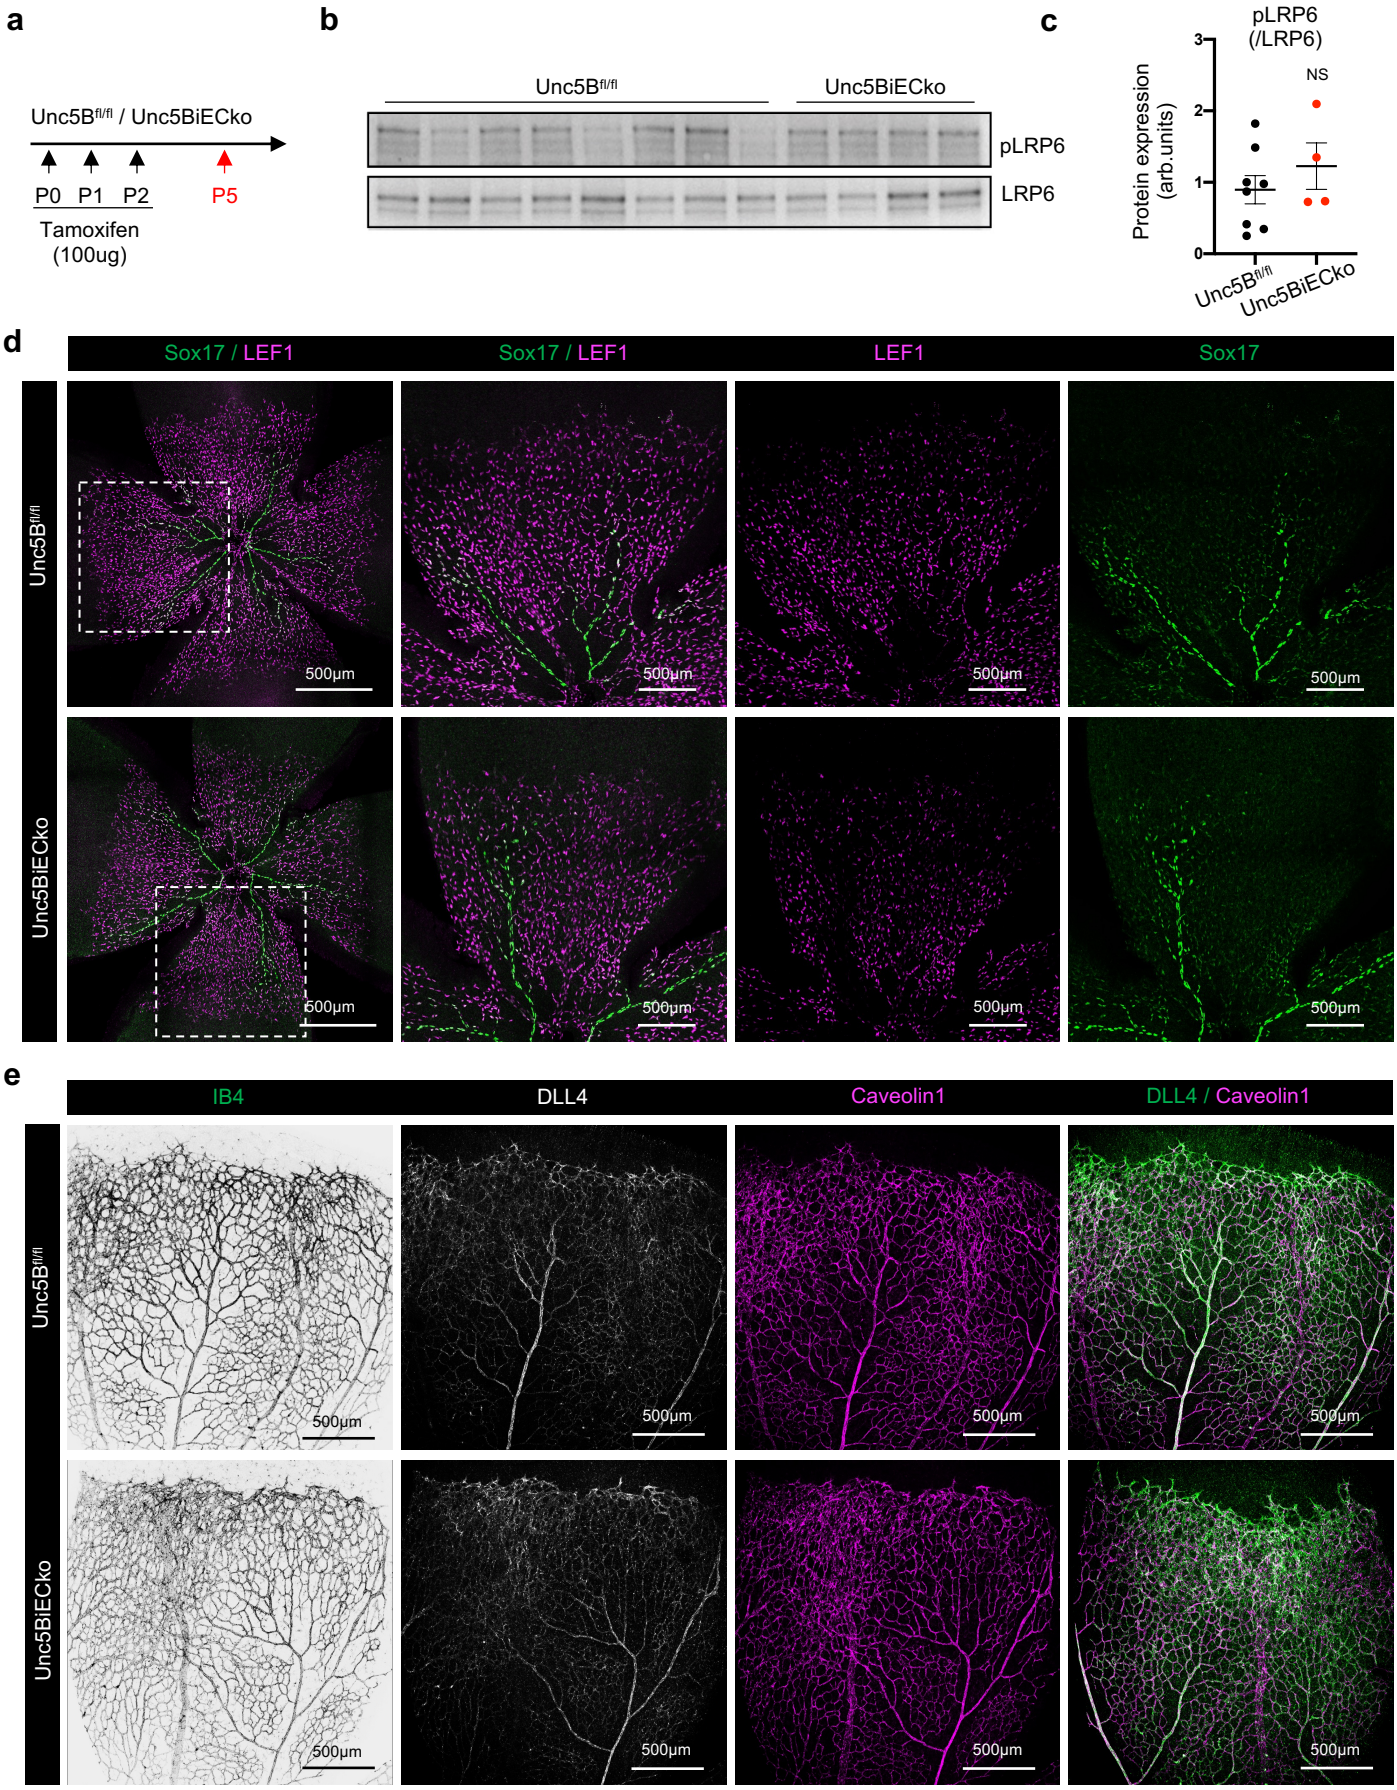 a
Unc5Bfl/fl / Unc5BiECko
P0 P1 P2 P5
Tamoxifen
(100ug)
b
Unc5Bfl/fl Unc5BiECko
pLRP6
LRP6
c
pLRP6
(/LRP6)
NS
Protein expression
(arb.units)
3
2
1
0
Unc5Bfl/fl
Unc5BiECko
d
Sox17 / LEF1 Sox17 / LEF1 LEF1 Sox17
Unc5Bfl/fl
500µm 500µm 500µm 500µm
Unc5BiECko
500µm 500µm 500µm 500µm
e
IB4 DLL4 Caveolin1 DLL4 / Caveolin1
Unc5Bfl/fl
500µm 500µm 500µm 500µm
Unc5BiECko
500µm 500µm 500µm 500µm